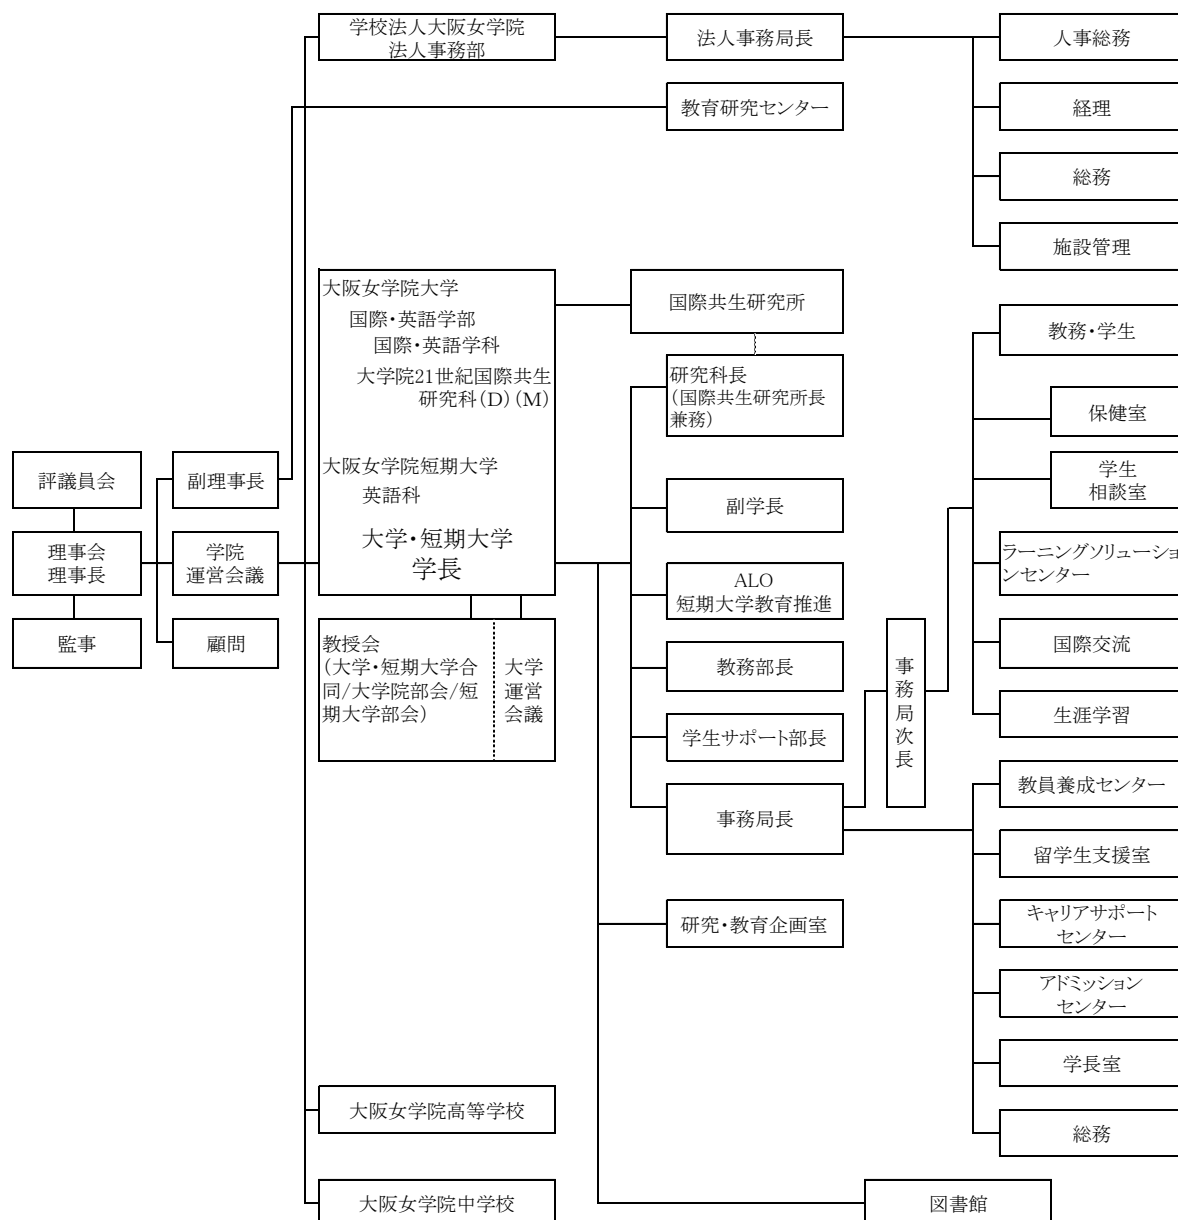 学校法人大阪女学院
法人事務部
法人事務局長
人事総務
教育研究センター
経理
総務
施設管理
大阪女学院大学
国際・英語学部
国際・英語学科
大学院21世紀国際共生
研究科(D)(M)
大阪女学院短期大学
英語科
大学・短期大学
学長
国際共生研究所
研究科長
(国際共生研究所長
兼務)
教務・学生
保健室
学生
相談室
評議員会
副理事長
副学長
理事会
理事長
学院
運営会議
ALO
短期大学教育推進
ラーニングソリューショ
ンセンター
監事
顧問
教授会
(大学・短期大学合
同/大学院部会/短
期大学部会)
大学
運営
会議
教務部長
事務局次長
国際交流
学生サポート部長
生涯学習
事務局長
教員養成センター
留学生支援室
研究・教育企画室
キャリアサポート
センター
アドミッション
センター
学長室
大阪女学院高等学校
総務
大阪女学院中学校
図書館